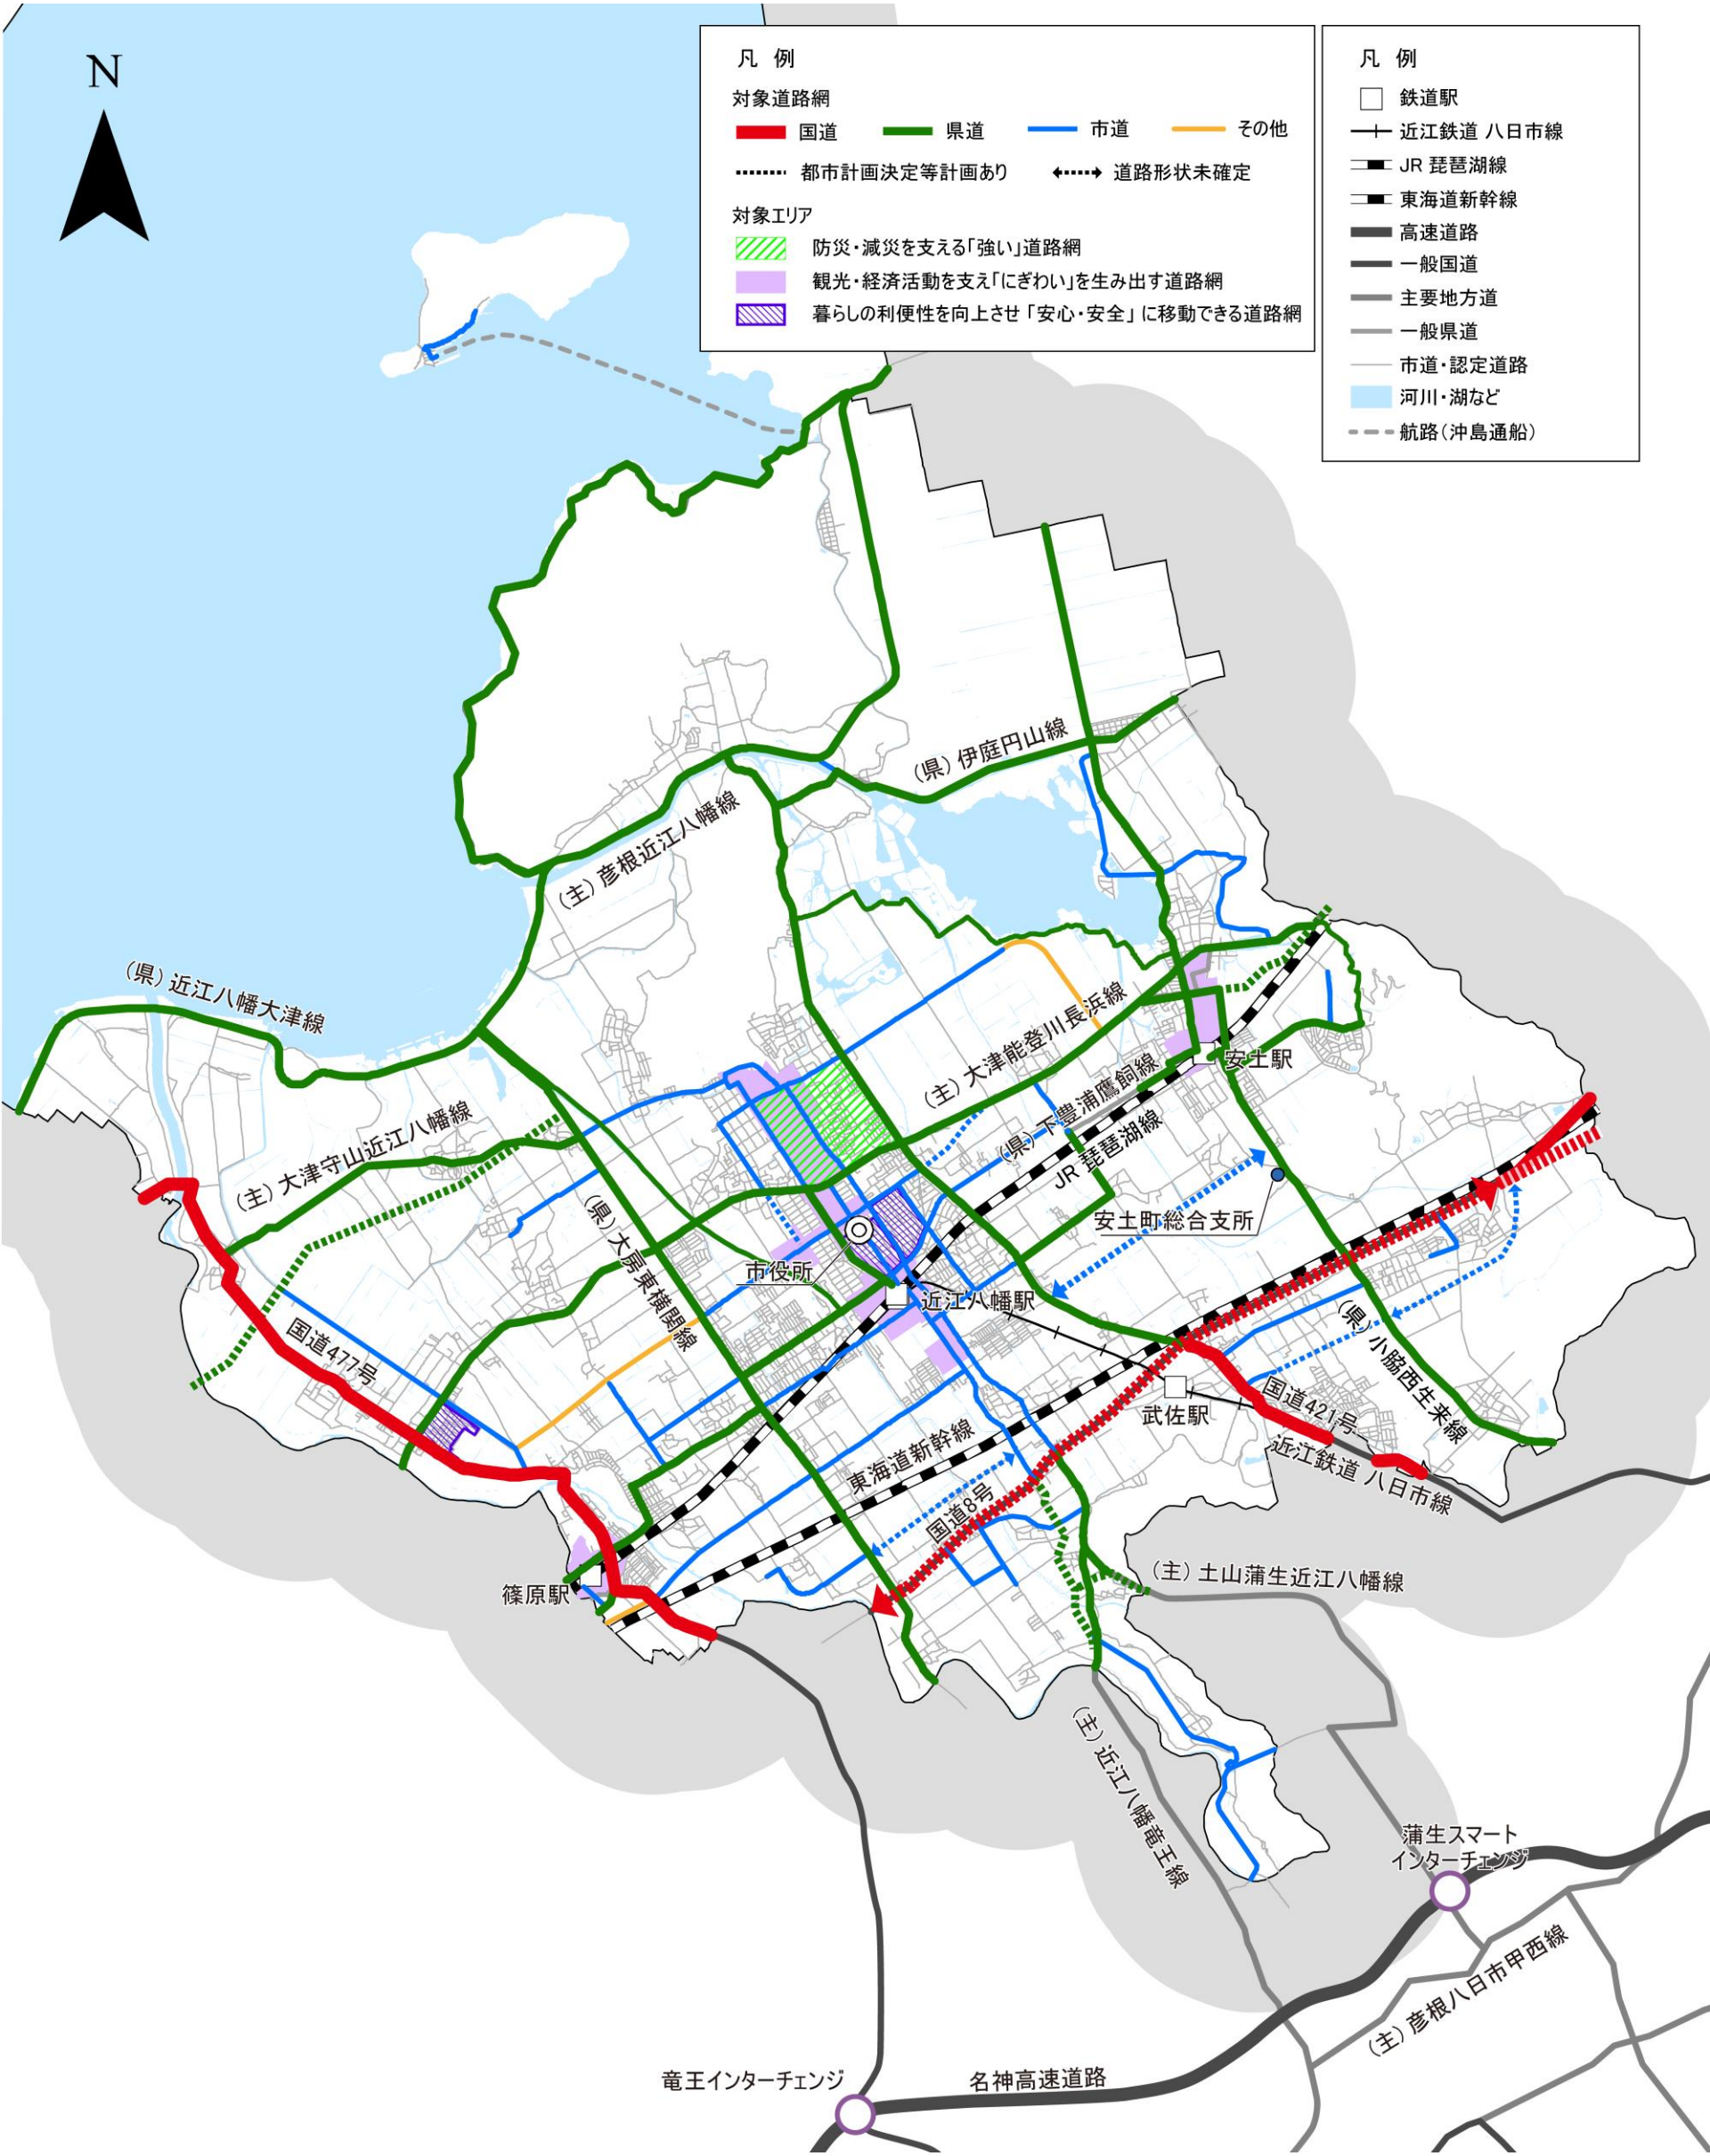 N
凡 例
対象道路網
国道 県道 市道 その他
都市計画決定等計画あり 道路形状未確定
対象エリア
防災・減災を支える「強い」道路網
観光・経済活動を支え「にぎわい」を生み出す道路網
暮らしの利便性を向上させ「安心・安全」に移動できる道路網
凡 例
鉄道駅
近江鉄道 八日市線
JR 琵琶湖線
東海道新幹線
高速道路
一般国道
主要地方道
一般県道
市道・認定道路
河川・湖など
航路(沖島通船)
(県)伊庭円山線
(主)彦根近江八幡線
(県)近江八幡大津線
(主)大津能登川長浜線
安土駅
(県)下豊浦鷹飼線
JR 琵琶湖線
(主)大津守山近江八幡線
(県)大房東横関線
安土町総合支所
市役所
近江八幡駅
国道477号
(県)小脇西生来線
武佐駅
国道421号
近江鉄道 八日市線
東海道新幹線
国道8号
篠原駅
(主)土山蒲生近江八幡線
(主)近江八幡竜王線
蒲生スマート
インターチェンジ
(主)彦根八日市甲西線
竜王インターチェンジ
名神高速道路